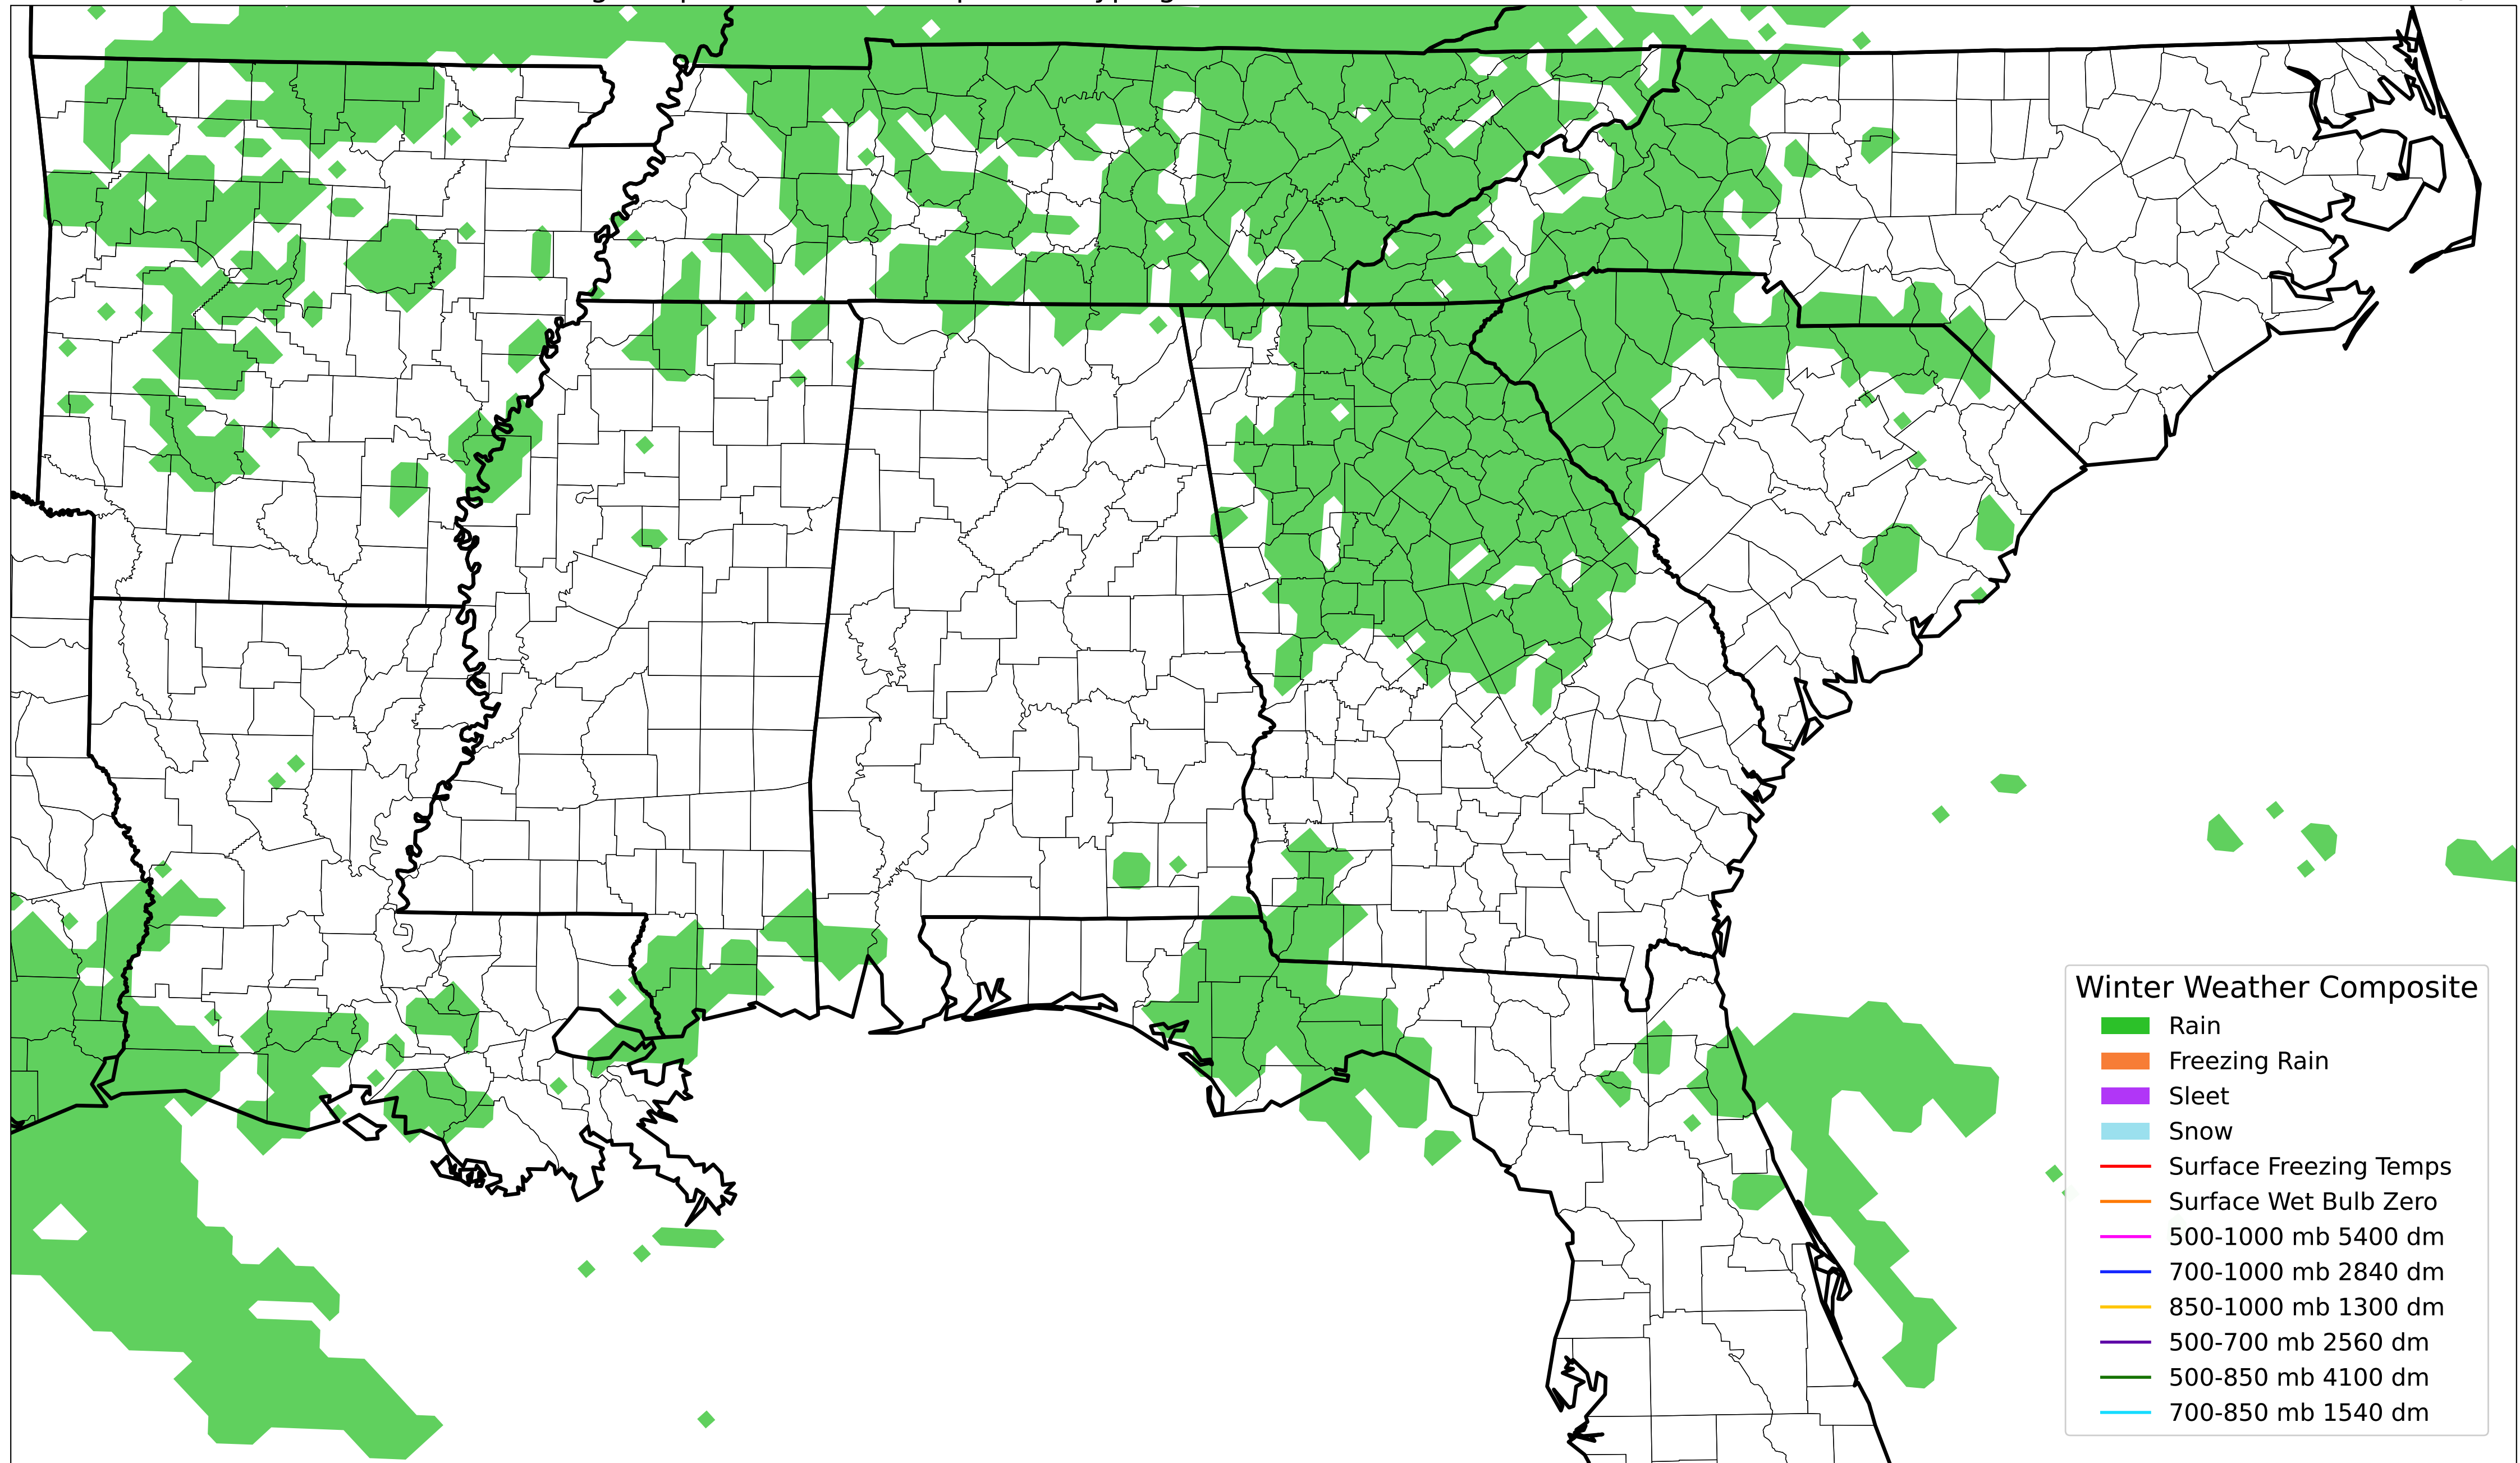 Winter Weather Composite
Rain
Freezing Rain
Sleet
Snow
Surface Freezing Temps
Surface Wet Bulb Zero
500-1000 mb 5400 dm
700-1000 mb 2840 dm
850-1000 mb 1300 dm
500-700 mb 2560 dm
500-850 mb 4100 dm
700-850 mb 1540 dm